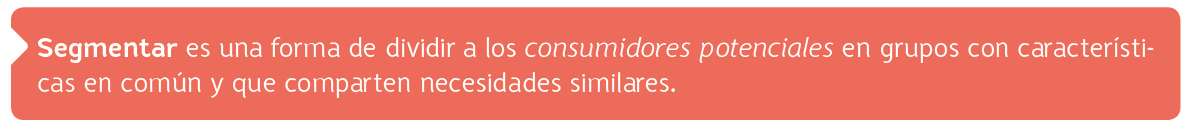 Segmentar es una forma de dividir a los consumidores potenciales en grupos con característi-
cas en común y que comparten necesidades similares.